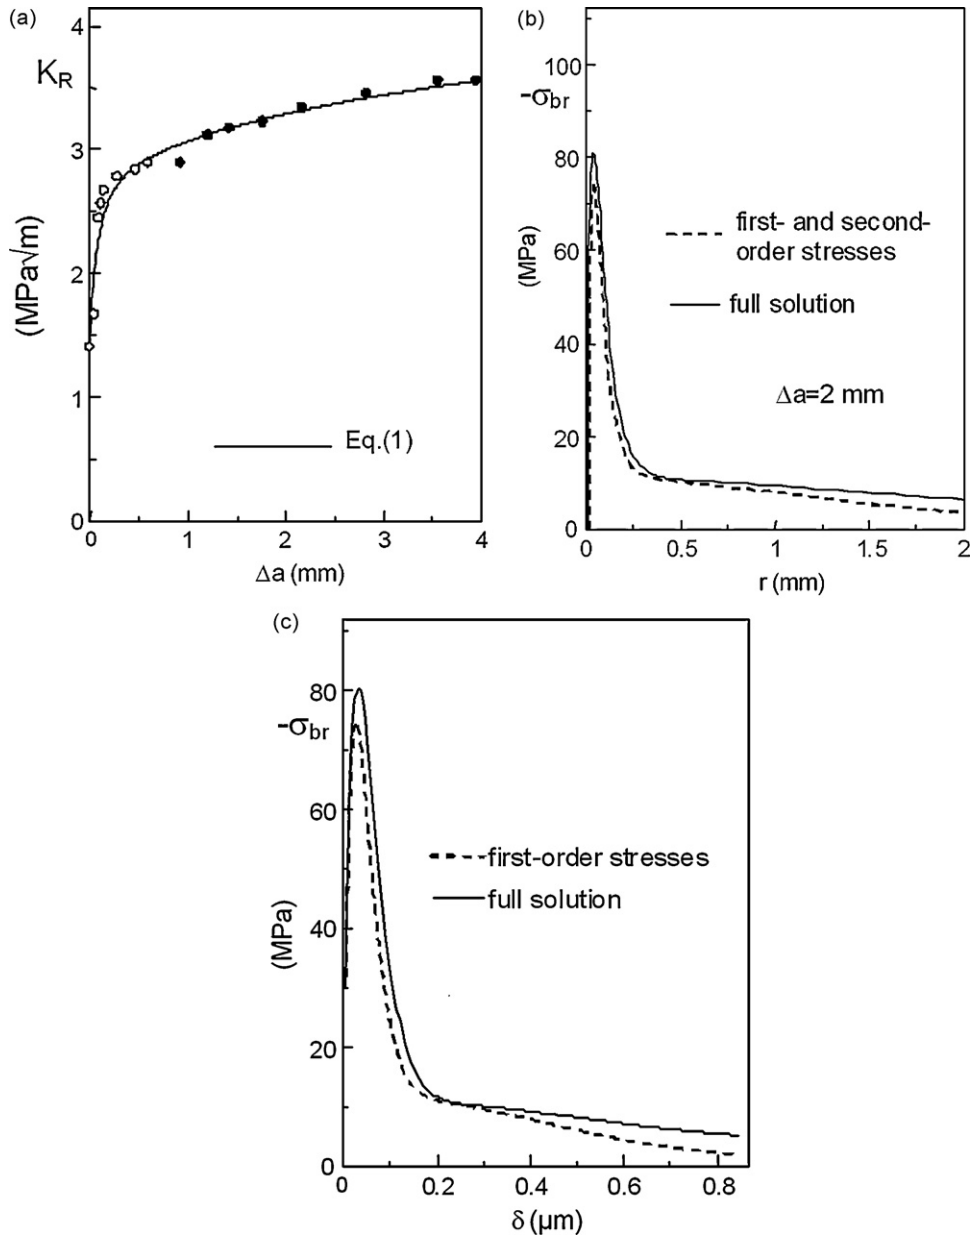 (a)
4
K_R
3
2
1
0
(MPa√m)
Eq.(1)
0
1
2
3
4
Δa (mm)
(b)
100
-σ_br
80
60
40
20
0
(MPa)
first- and second-
order stresses
full solution
Δa=2 mm
0
0.5
1
1.5
2
r (mm)
(c)
80
-σ_br
60
40
20
0
(MPa)
first-order stresses
full solution
0
0.2
0.4
0.6
0.8
δ (μm)